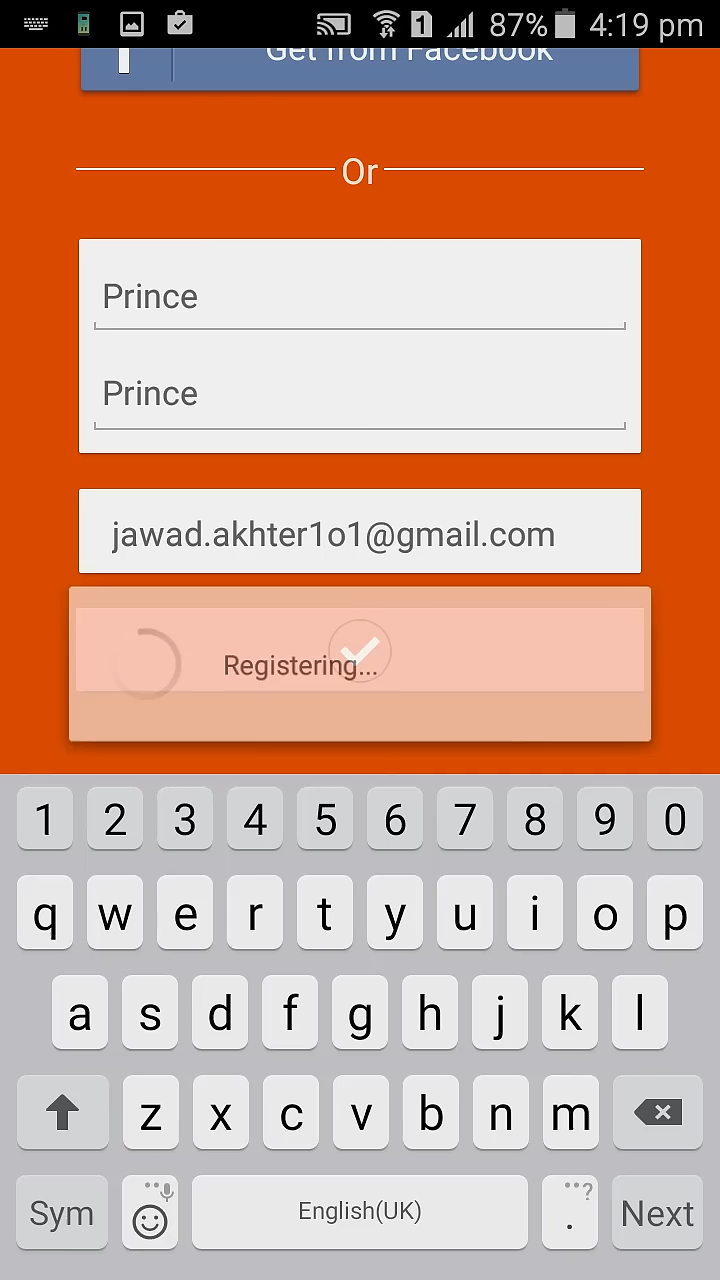 87% 4:19 pm
Get from Facebook
Or
Prince
Prince
jawad.akhter1o1@gmail.com
Registering...
1 2 3 4 5 6 7 8 9 0
q w e r t y u i o p
a s d f g h j k l
z x c v b n m
Sym English(UK) . Next